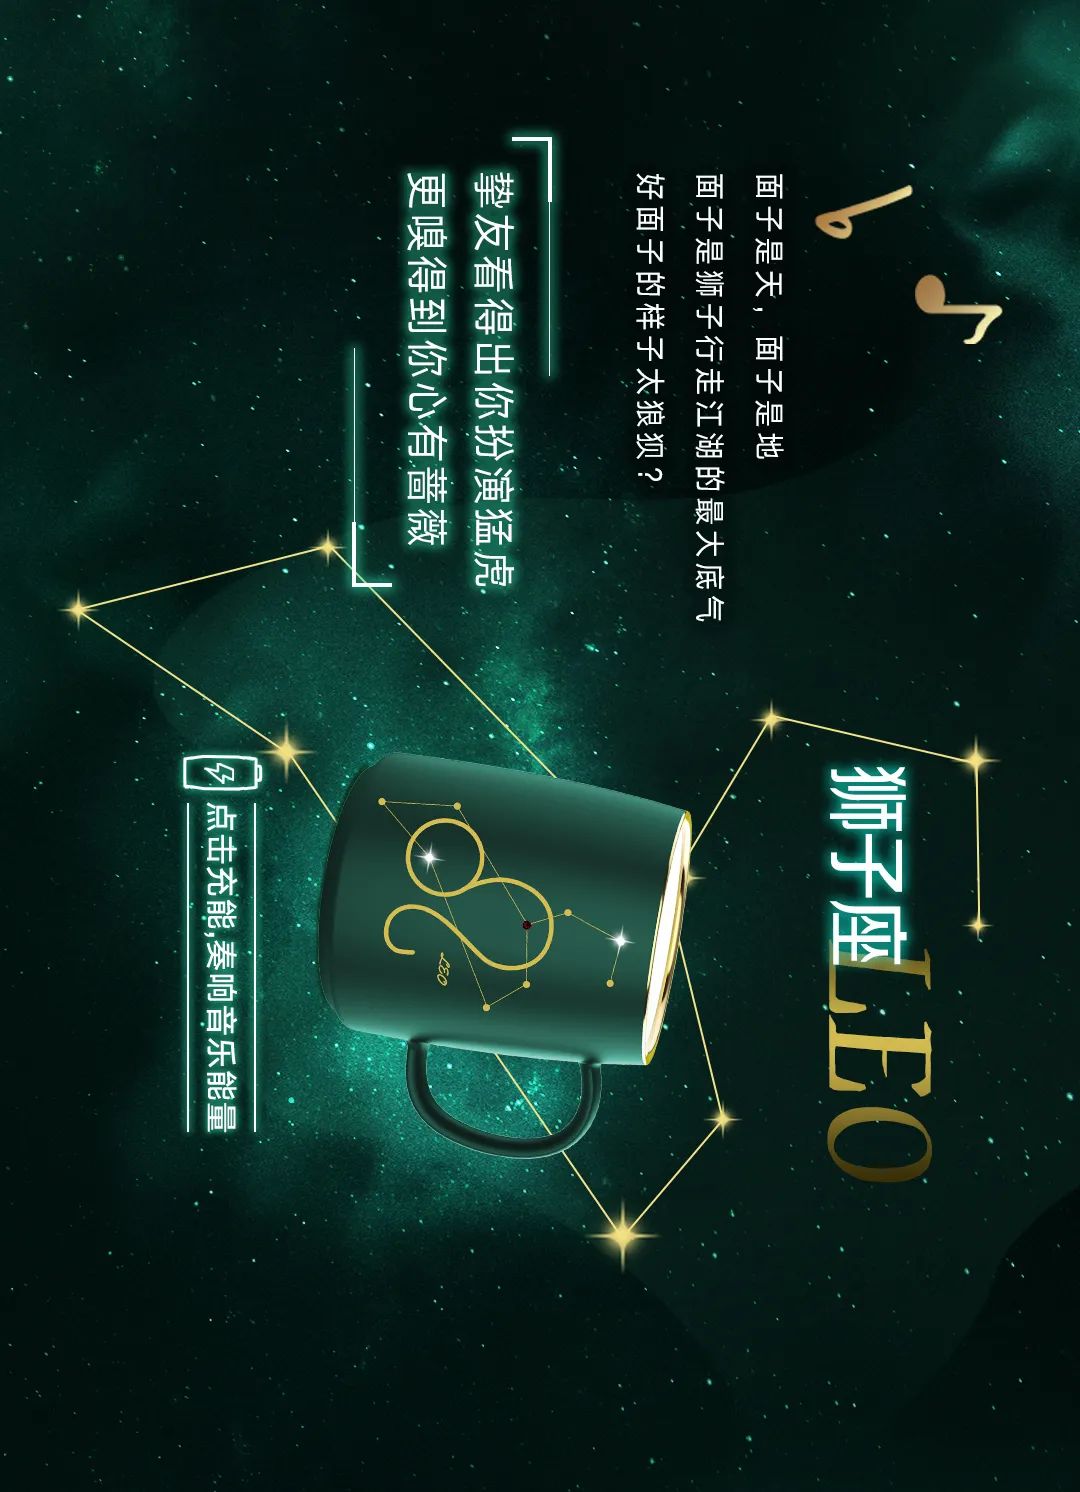 狮子座
LEO
面子是天，面子是地
面子是狮子行走江湖的最大底气
好面子的样子太狼狈？
挚友看得出你扮演猛虎
更嗅得到你心有蔷薇
LEO
点击充能,奏响音乐能量